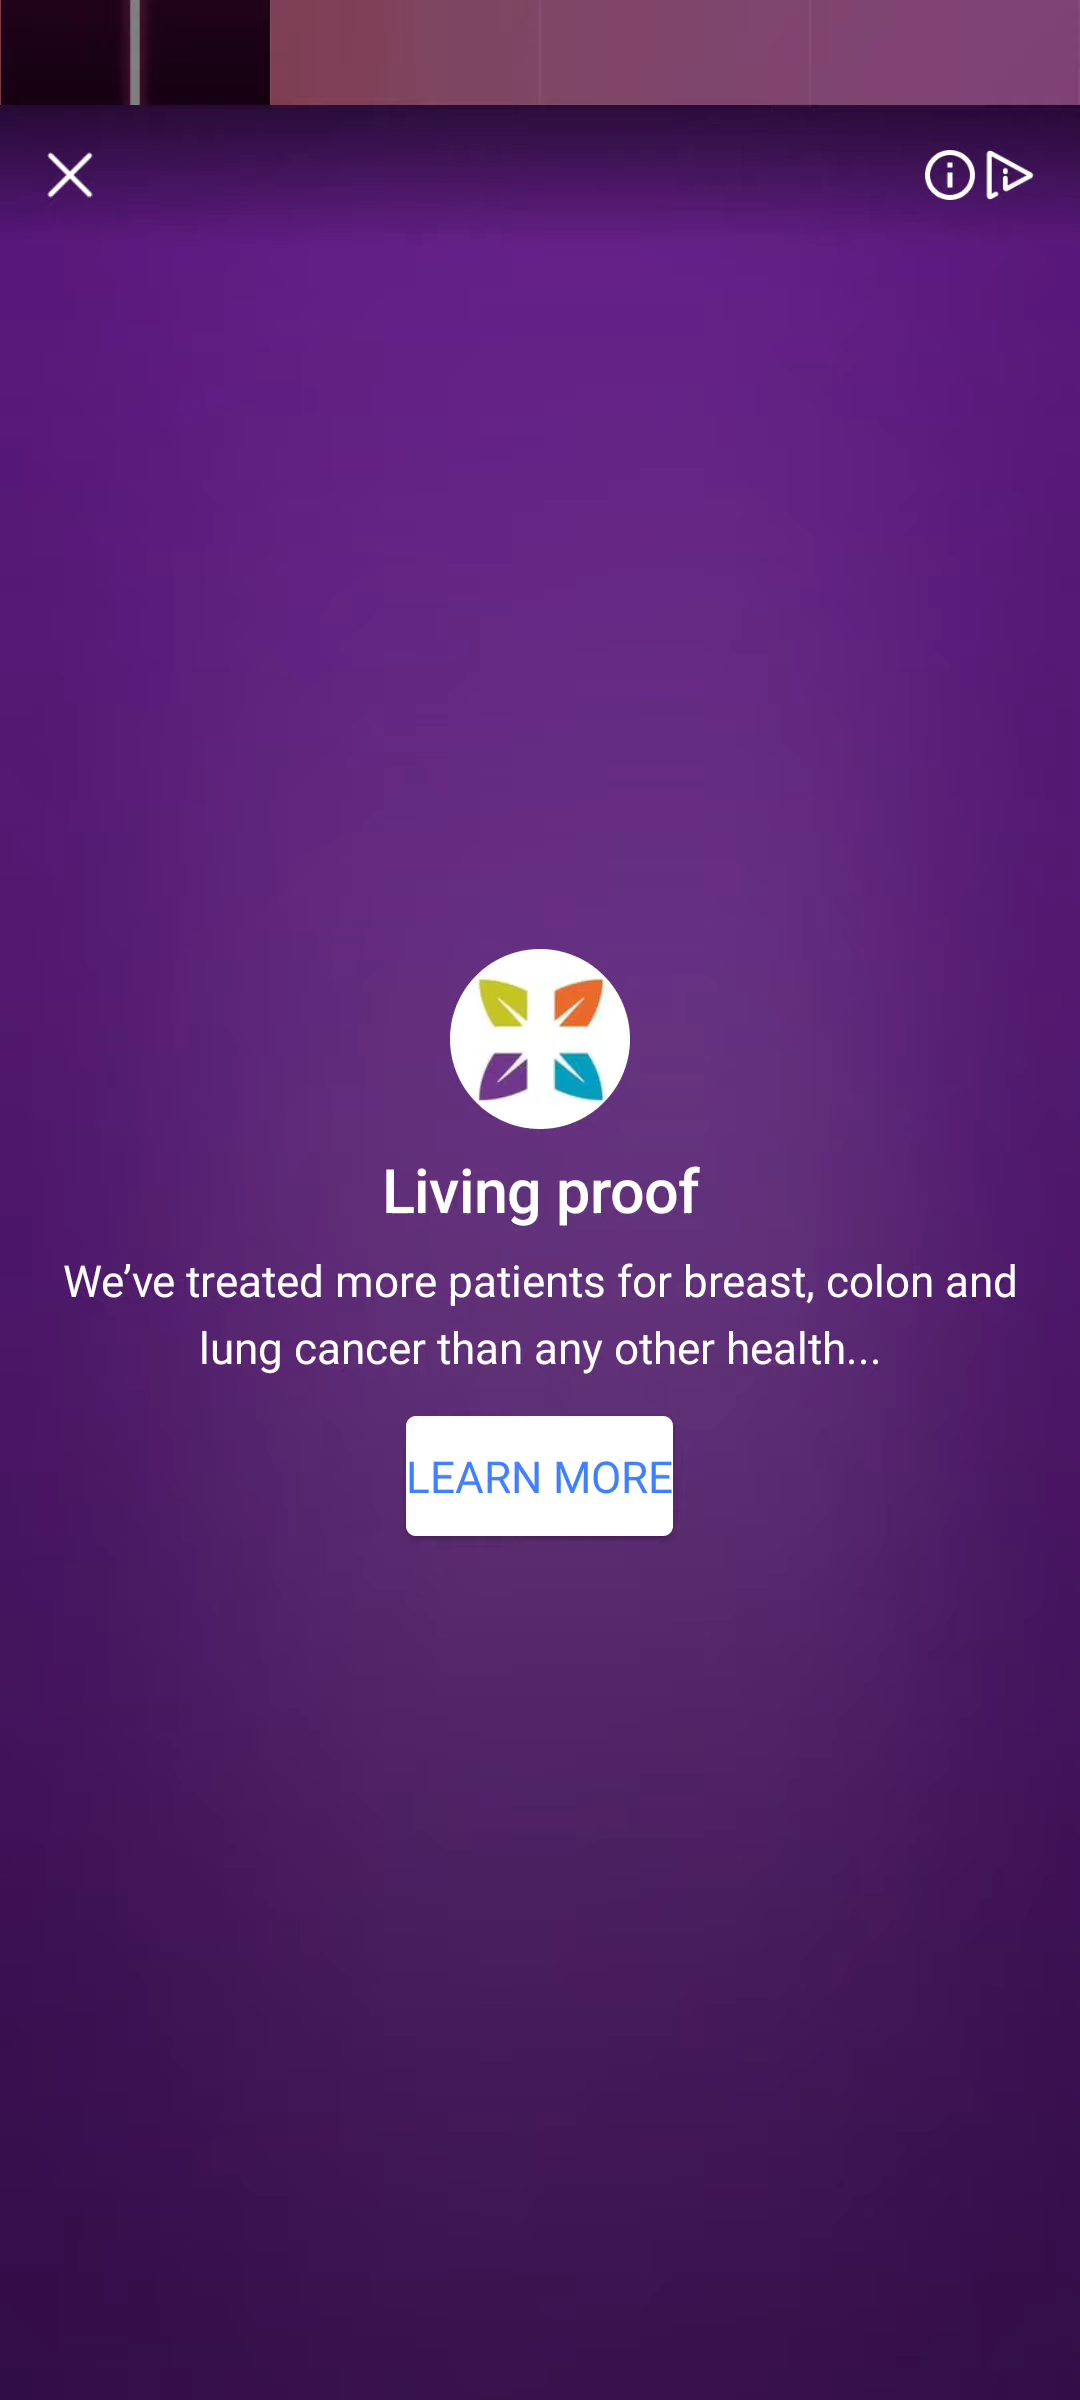 Living proof
We’ve treated more patients for breast, colon and
lung cancer than any other health...
LEARN MORE